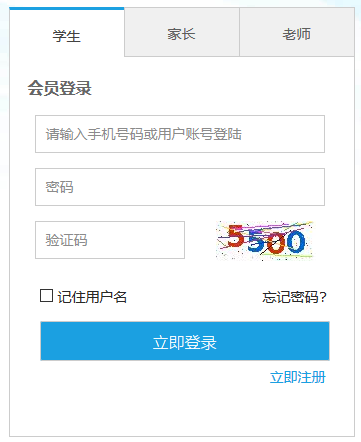 学生 家长 老师
会员登录
请输入手机号码或用户账号登陆
密码
验证码 5500
记住用户名 忘记密码?
立即登录
立即注册